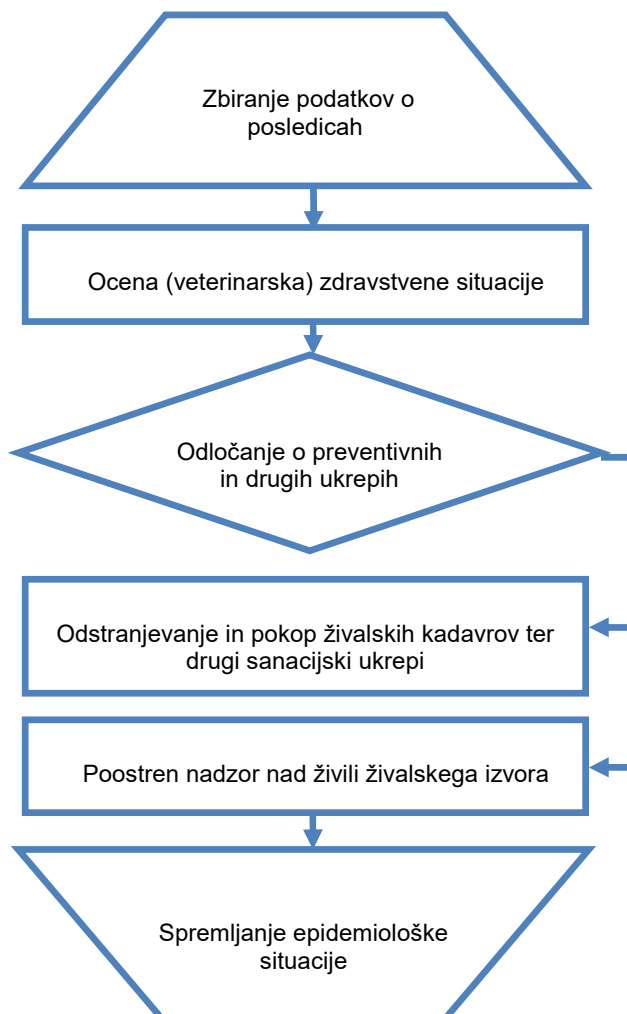 Zbiranje podatkov o
posledicah
Ocena (veterinarska) zdravstvene situacije
Odločanje o preventivnih
in drugih ukrepih
Odstranjevanje in pokop živalskih kadavrov ter
drugi sanacijski ukrepi
Poostren nadzor nad živili živalskega izvora
Spremljanje epidemiološke
situacije